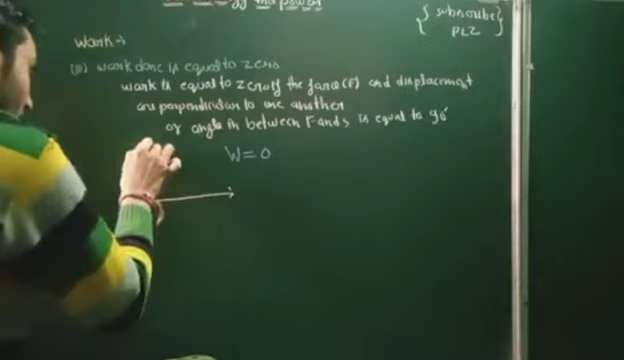 { subscribe }
PLZ
Work →
work done is equal to zero
work is equal to zero if the force(F) and displacement
are perpendicular to one another
or angle in between F and s is equal to 90°
W = 0